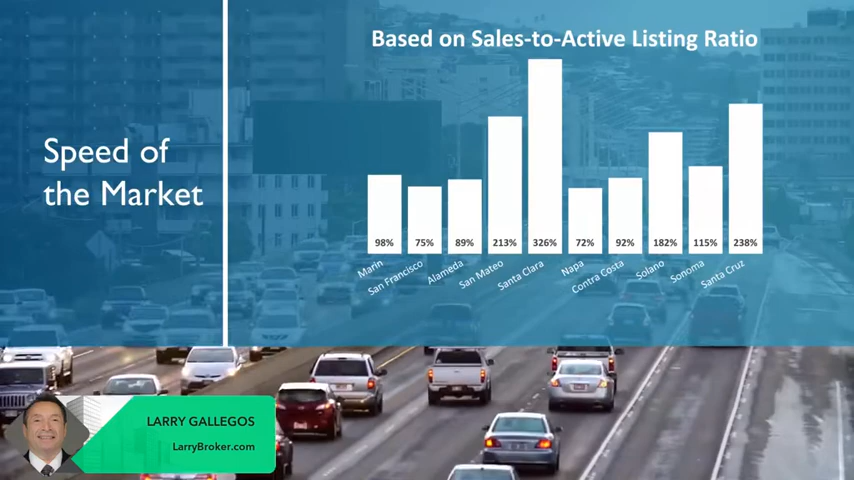 Based on Sales-to-Active Listing Ratio
Speed of
the Market
98%
75%
89%
213%
326%
72%
92%
182%
115%
238%
Marin
San Francisco
Alameda
San Mateo
Santa Clara
Napa
Contra Costa
Solano
Sonoma
Santa Cruz
LARRY GALLEGOS
LarryBroker.com